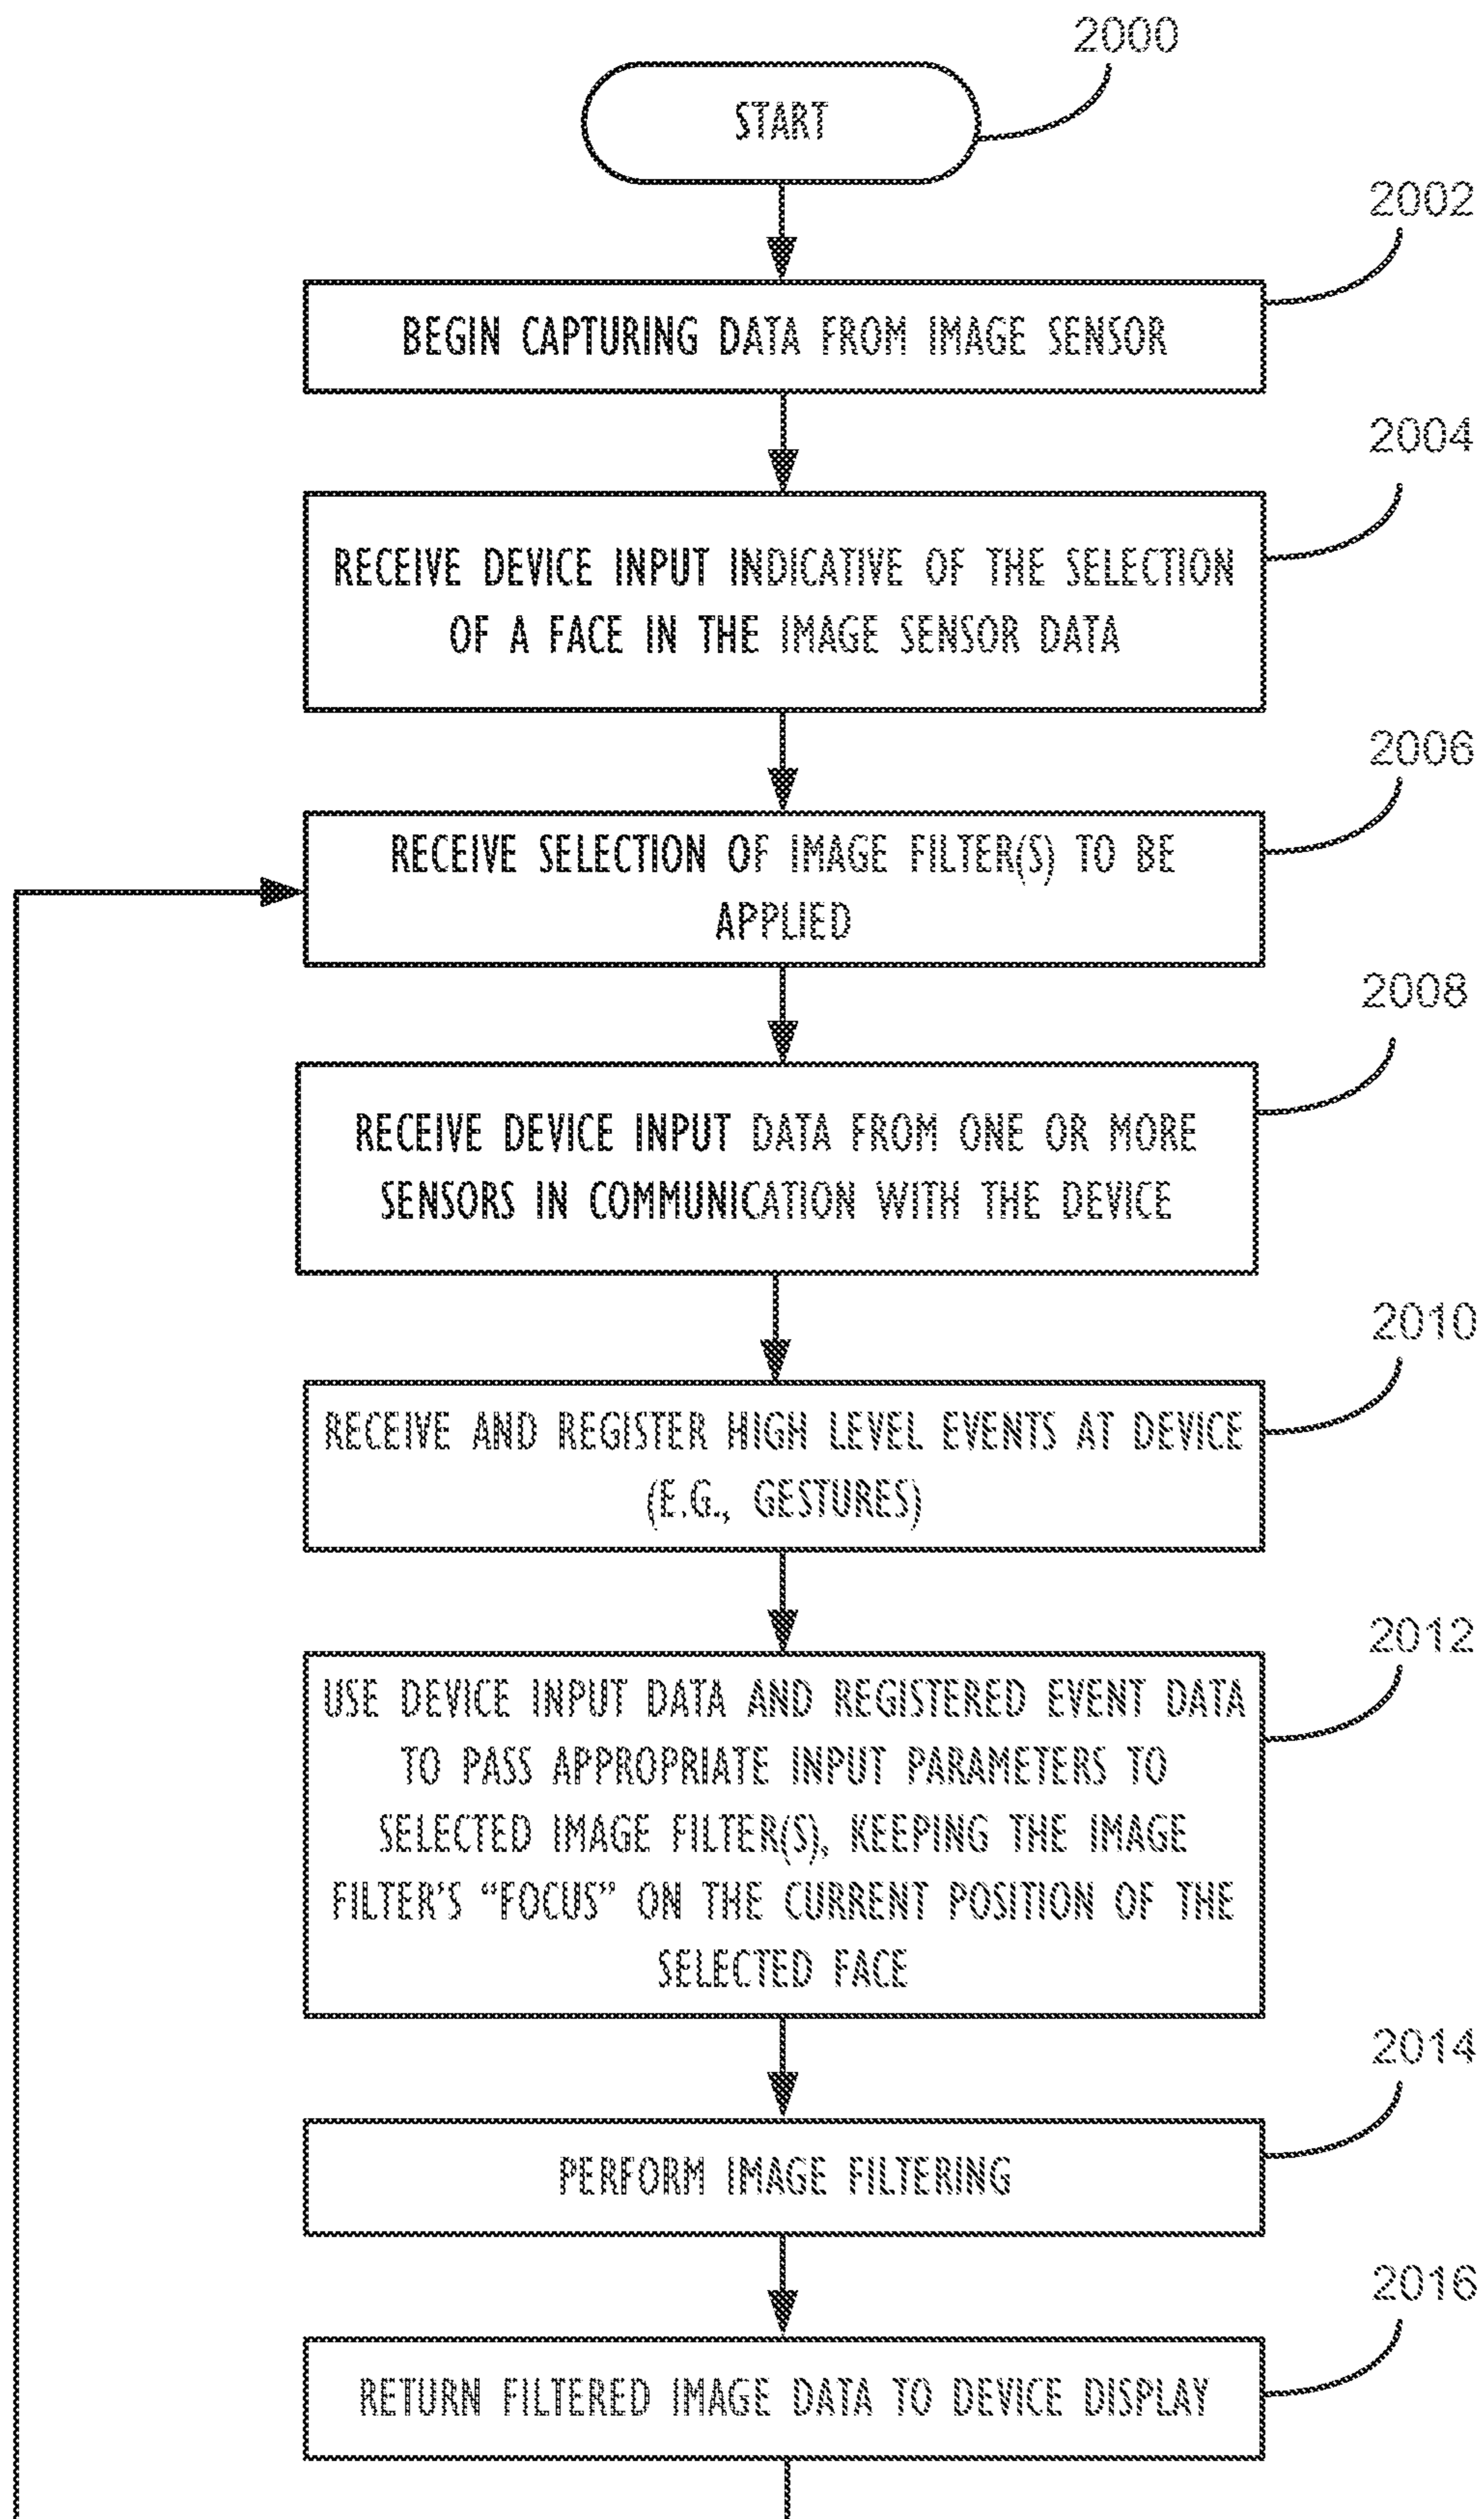 2000
START
2002
BEGIN CAPTURING DATA FROM IMAGE SENSOR
2004
RECEIVE DEVICE INPUT INDICATIVE OF THE SELECTION
OF A FACE IN THE IMAGE SENSOR DATA
2006
RECEIVE SELECTION OF IMAGE FILTER(S) TO BE
APPLIED
2008
RECEIVE DEVICE INPUT DATA FROM ONE OR MORE
SENSORS IN COMMUNICATION WITH THE DEVICE
2010
RECEIVE AND REGISTER HIGH LEVEL EVENTS AT DEVICE
(E.G., GESTURES)
2012
USE DEVICE INPUT DATA AND REGISTERED EVENT DATA
TO PASS APPROPRIATE INPUT PARAMETERS TO
SELECTED IMAGE FILTER(S), KEEPING THE IMAGE
FILTER'S “FOCUS” ON THE CURRENT POSITION OF THE
SELECTED FACE
2014
PERFORM IMAGE FILTERING
2016
RETURN FILTERED IMAGE DATA TO DEVICE DISPLAY